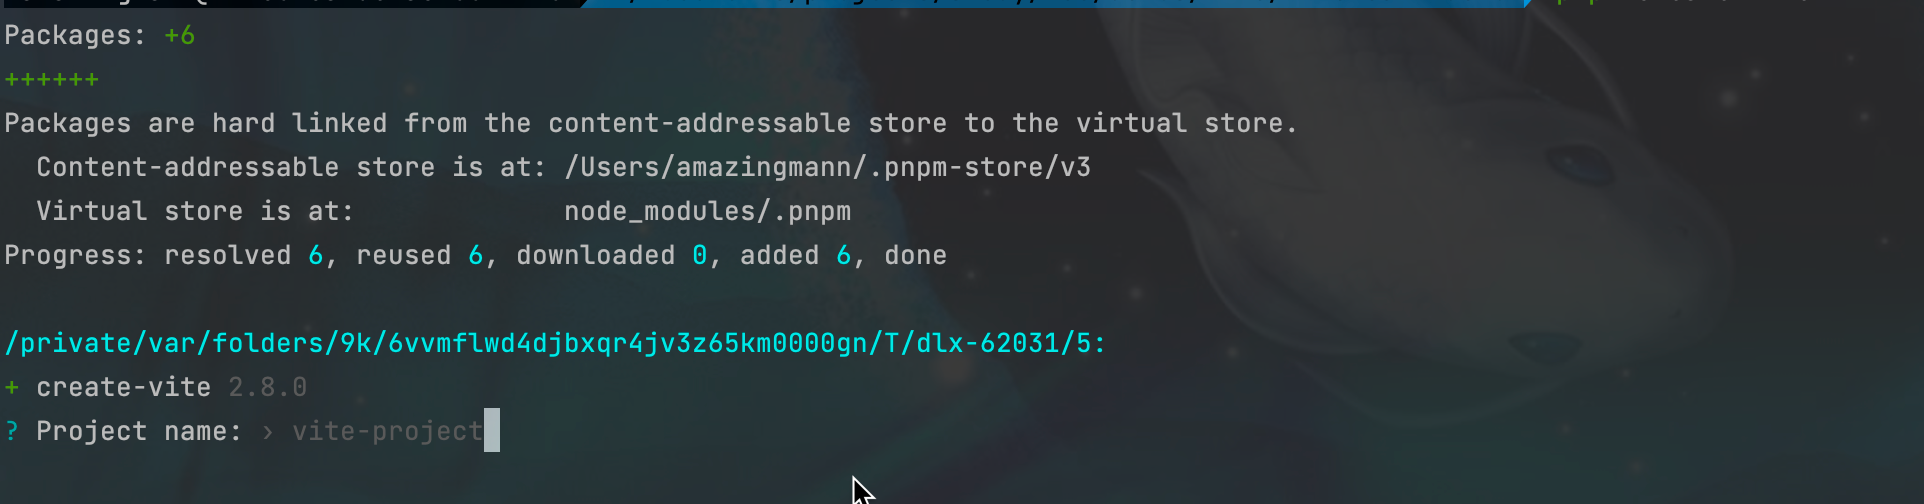 Packages: +6
++++++
Packages are hard linked from the content-addressable store to the virtual store.
  Content-addressable store is at: /Users/amazingmann/.pnpm-store/v3
  Virtual store is at:             node_modules/.pnpm
Progress: resolved 6, reused 6, downloaded 0, added 6, done
/private/var/folders/9k/6vvmflwd4djbxqr4jv3z65km0000gn/T/dlx-62031/5:
+ create-vite 2.8.0
? Project name: › vite-project